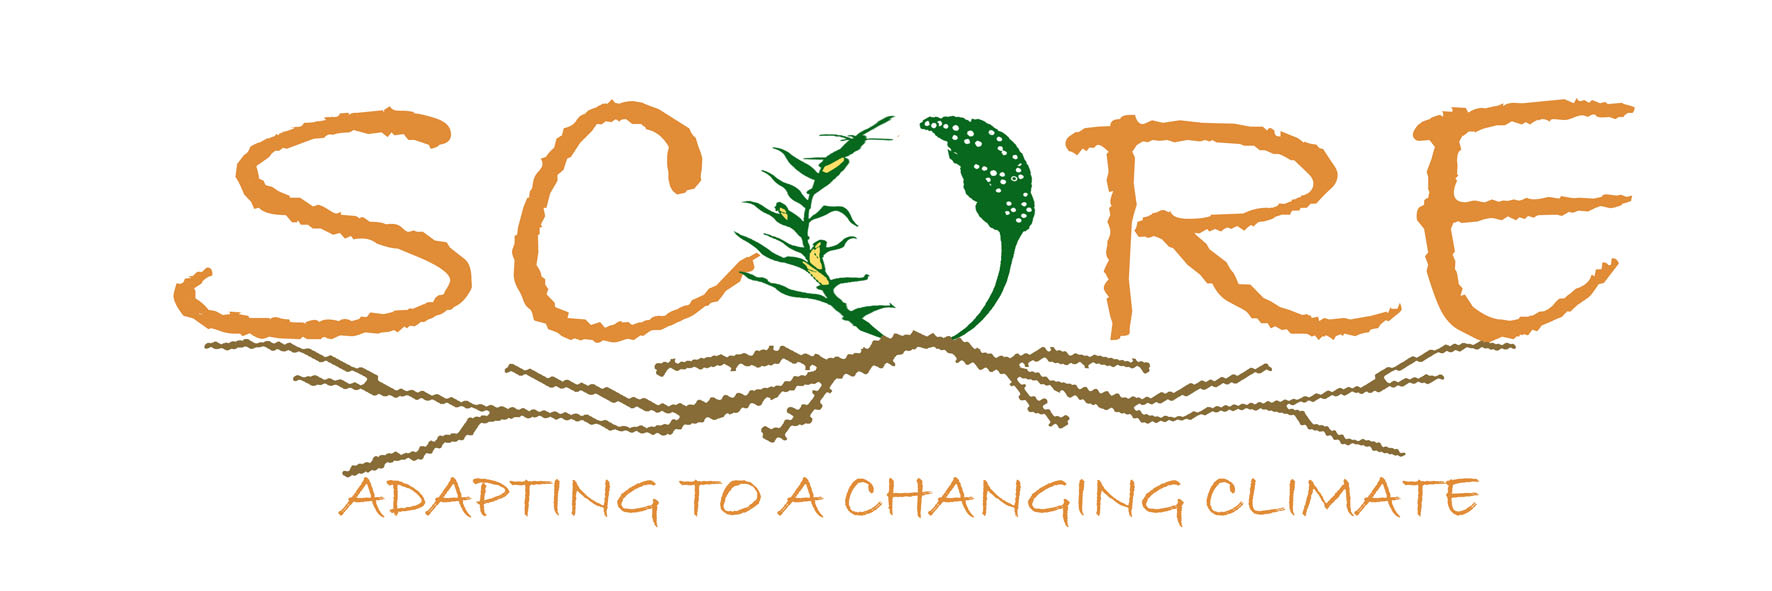 SCORE
ADAPTING TO A CHANGING CLIMATE